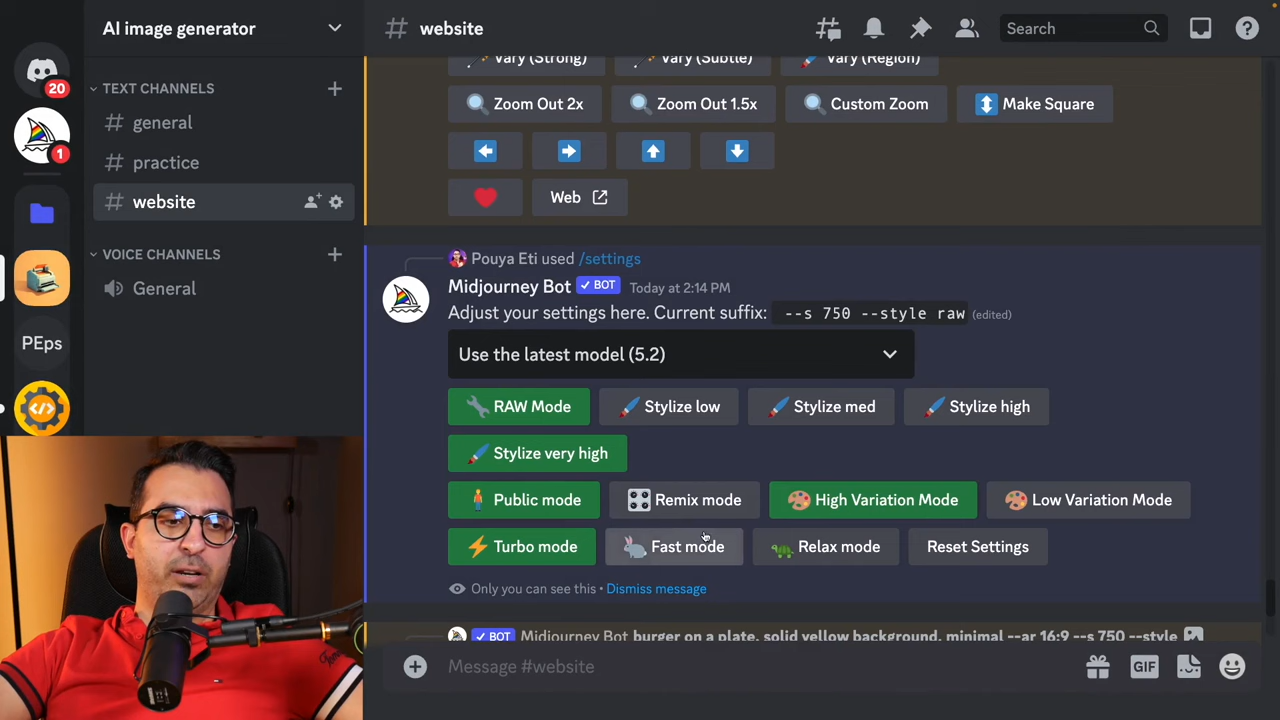 AI image generator
# website
Search
20
1
PEps
TEXT CHANNELS
# general
# practice
# website
VOICE CHANNELS
General
Vary (Strong) Vary (Subtle) Vary (Region)
Zoom Out 2x Zoom Out 1.5x Custom Zoom Make Square
Web
Pouya Eti used /settings
Midjourney Bot ✓ BOT Today at 2:14 PM
Adjust your settings here. Current suffix: --s 750 --style raw (edited)
Use the latest model (5.2)
RAW Mode Stylize low Stylize med Stylize high
Stylize very high
Public mode Remix mode High Variation Mode Low Variation Mode
Turbo mode Fast mode Relax mode Reset Settings
Only you can see this • Dismiss message
✓ BOT Midjourney Bot burger on a plate, solid yellow background, minimal --ar 16:9 --s 750 --style
Message #website
GIF